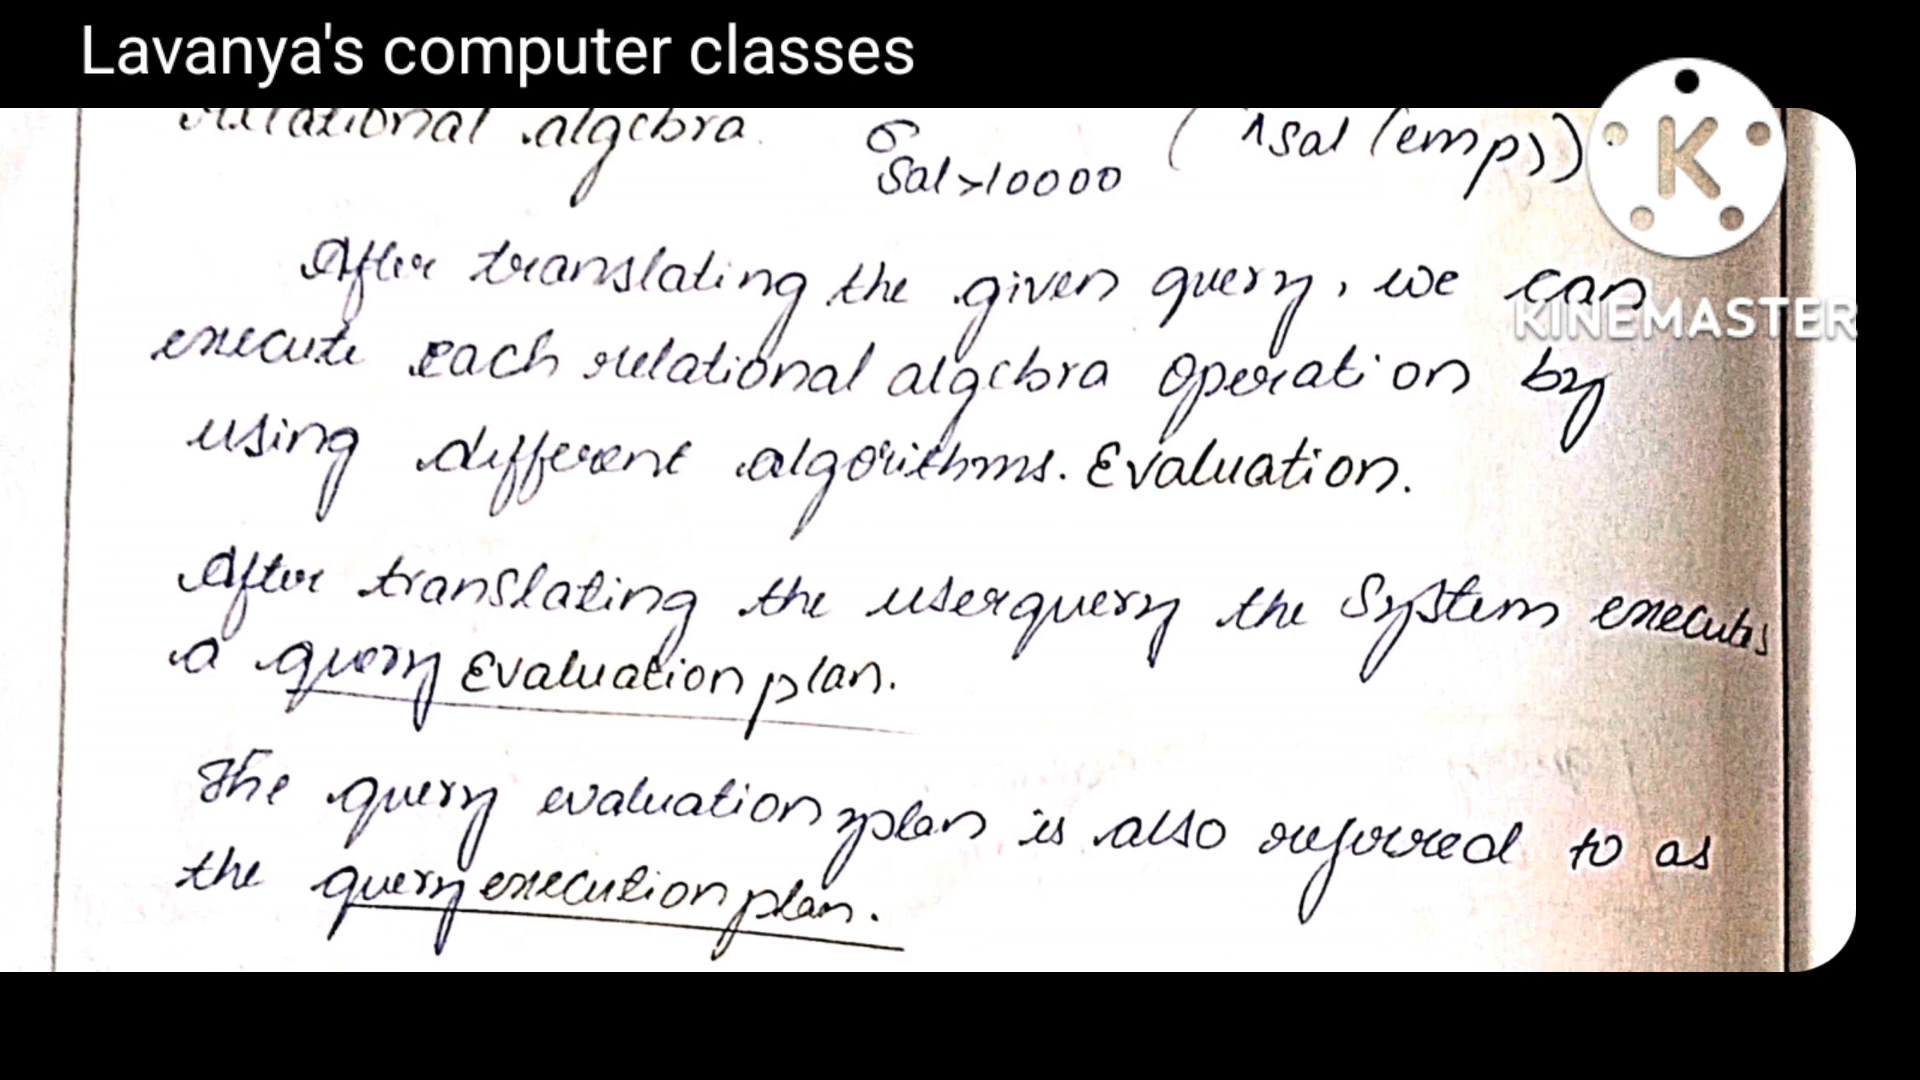 Lavanya's computer classes
relational algebra. σ Sal>10000 ( sal (emp))
K
After translating the given query, we can
KINEMASTER
execute each relational algebra operation by
using different algorithms. Evaluation.
After translating the userquery the System executes
a query Evaluation plan.
The query evaluation plan is also referred to as
the query execution plan.